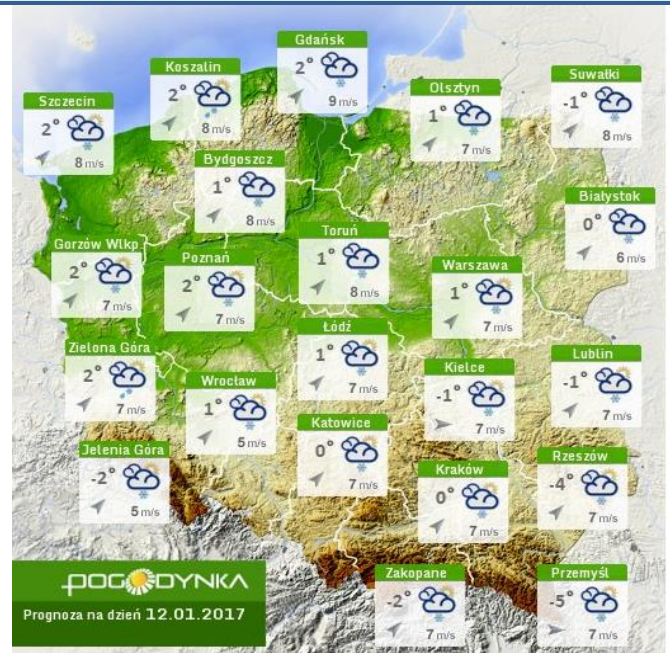 Gdańsk
2°
9 m/s
Koszalin
2°
8 m/s
Szczecin
2°
8 m/s
Olsztyn
1°
7 m/s
Suwałki
-1°
8 m/s
Bydgoszcz
1°
8 m/s
Białystok
0°
6 m/s
Gorzów Wlkp.
2°
7 m/s
Poznań
2°
7 m/s
Toruń
1°
8 m/s
Warszawa
1°
7 m/s
Zielona Góra
2°
7 m/s
Wrocław
1°
5 m/s
Łódź
1°
7 m/s
Kielce
-1°
7 m/s
Lublin
-1°
7 m/s
Jelenia Góra
-2°
5 m/s
Katowice
0°
7 m/s
Kraków
0°
7 m/s
Rzeszów
-4°
7 m/s
Zakopane
-2°
7 m/s
Przemyśl
-5°
7 m/s
POGODYNKA
Prognoza na dzień 12.01.2017